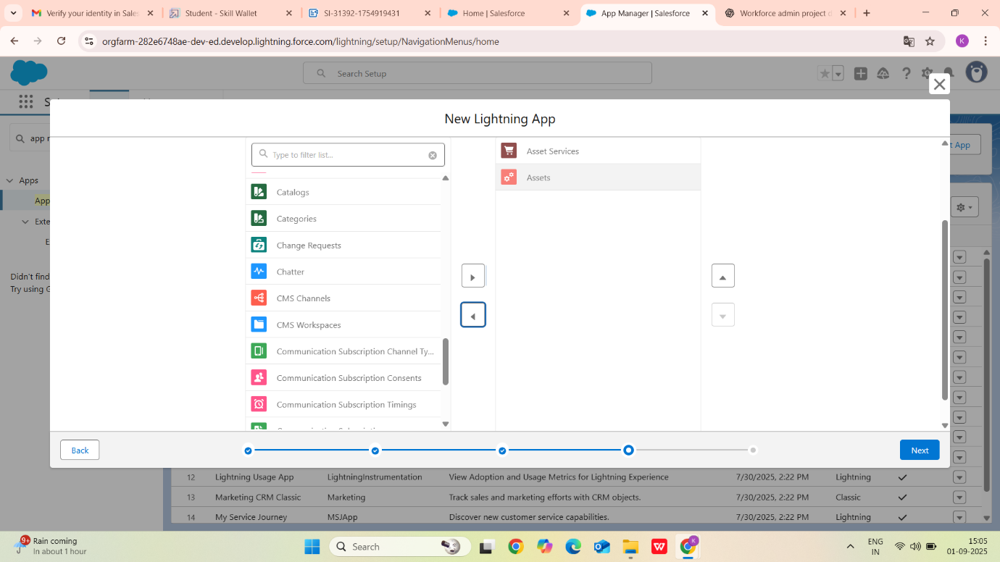 Verify your identity in Sales
Student - Skill Wallet
SI-31392-1754919431
Home | Salesforce
App Manager | Salesforce
Workforce admin project d
orgfarm-282e6748ae-dev-ed.develop.lightning.force.com/lightning/setup/NavigationMenus/home
K
Search Setup
New Lightning App
app
Type to filter list...
Asset Services
t App
Apps
Assets
Catalogs
App
Categories
Exte
Change Requests
E
Chatter
Didn't find
Try using G
CMS Channels
CMS Workspaces
Communication Subscription Channel Ty...
Communication Subscription Consents
Communication Subscription Timings
Back
Next
12 Lightning Usage App LightningInstrumentation View Adoption and Usage Metrics for Lightning Experience 7/30/2025, 2:22 PM Lightning
13 Marketing CRM Classic Marketing Track sales and marketing efforts with CRM objects. 7/30/2025, 2:22 PM Classic
14 My Service Journey MSJApp Discover new customer service capabilities. 7/30/2025, 2:22 PM Lightning
9+
Rain coming
In about 1 hour
Search
ENG
IN
15:05
01-09-2025